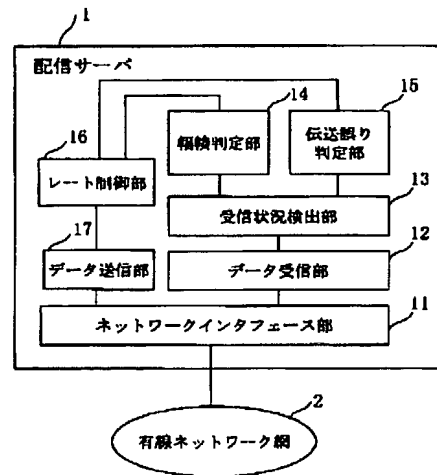 1
配信サーバ
14
15
16
輻輳判定部
伝送誤り
判定部
レート制御部
13
受信状況検出部
17
12
データ送信部
データ受信部
11
ネットワークインタフェース部
2
有線ネットワーク網